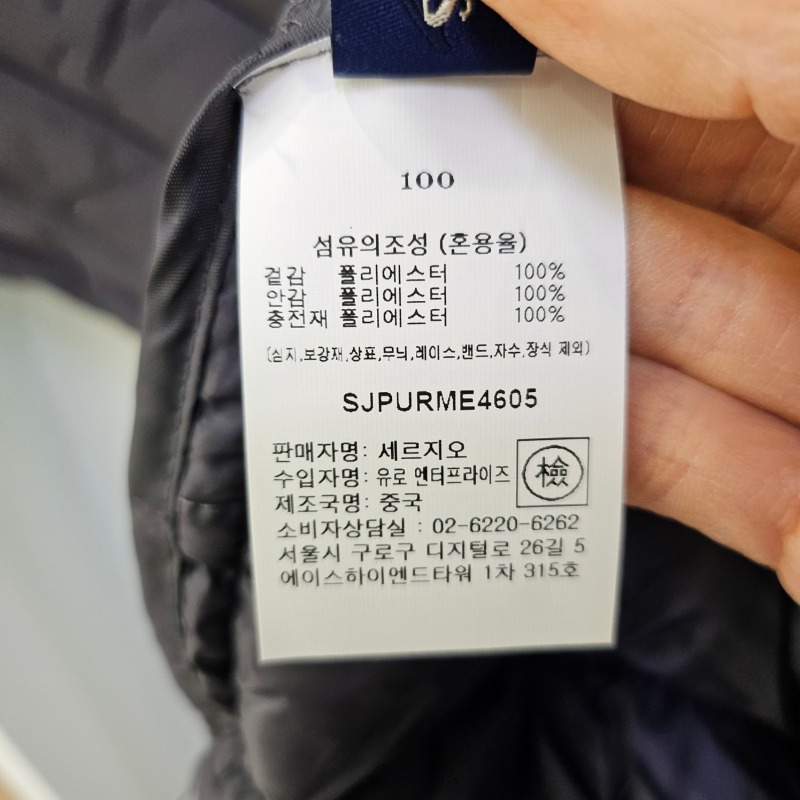 100
섬유의조성 (혼용율)
겉감 폴리에스터 100%
안감 폴리에스터 100%
충전재 폴리에스터 100%
(심지,보강재,상표,무늬,레이스,밴드,자수,장식 제외)
SJPURME4605
판매자명: 세르지오
수입자명: 유로 엔터프라이즈
檢
제조국명: 중국
소비자상담실 : 02-6220-6262
서울시 구로구 디지털로 26길 5
에이스하이엔드타워 1차 315호